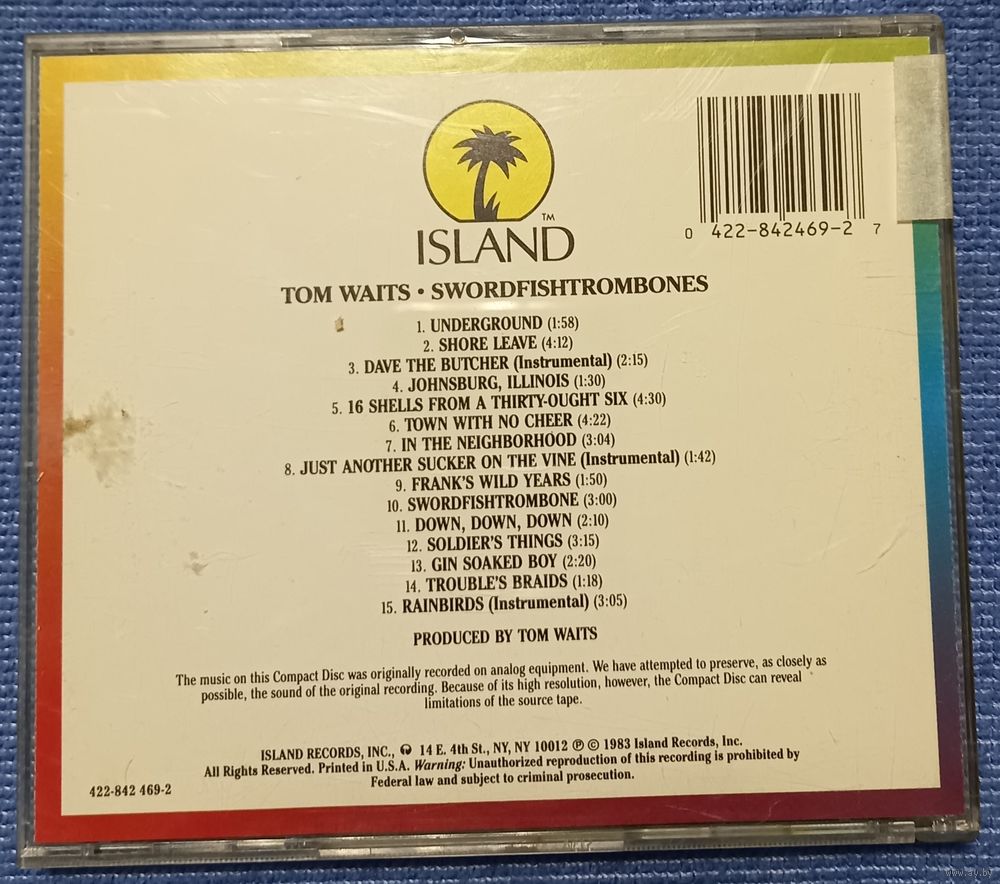 TM
ISLAND
0 422-842469-2 7
TOM WAITS • SWORDFISHTROMBONES
1. UNDERGROUND (1:58)
2. SHORE LEAVE (4:12)
3. DAVE THE BUTCHER (Instrumental) (2:15)
4. JOHNSBURG, ILLINOIS (1:30)
5. 16 SHELLS FROM A THIRTY-OUGHT SIX (4:30)
6. TOWN WITH NO CHEER (4:22)
7. IN THE NEIGHBORHOOD (3:04)
8. JUST ANOTHER SUCKER ON THE VINE (Instrumental) (1:42)
9. FRANK'S WILD YEARS (1:50)
10. SWORDFISHTROMBONE (3:00)
11. DOWN, DOWN, DOWN (2:10)
12. SOLDIER'S THINGS (3:15)
13. GIN SOAKED BOY (2:20)
14. TROUBLE'S BRAIDS (1:18)
15. RAINBIRDS (Instrumental) (3:05)
PRODUCED BY TOM WAITS
The music on this Compact Disc was originally recorded on analog equipment. We have attempted to preserve, as closely as
possible, the sound of the original recording. Because of its high resolution, however, the Compact Disc can reveal
limitations of the source tape.
ISLAND RECORDS, INC., 14 E. 4th St., NY, NY 10012 ℗ © 1983 Island Records, Inc.
All Rights Reserved. Printed in U.S.A. Warning: Unauthorized reproduction of this recording is prohibited by
Federal law and subject to criminal prosecution.
422-842 469-2
www.ay.by